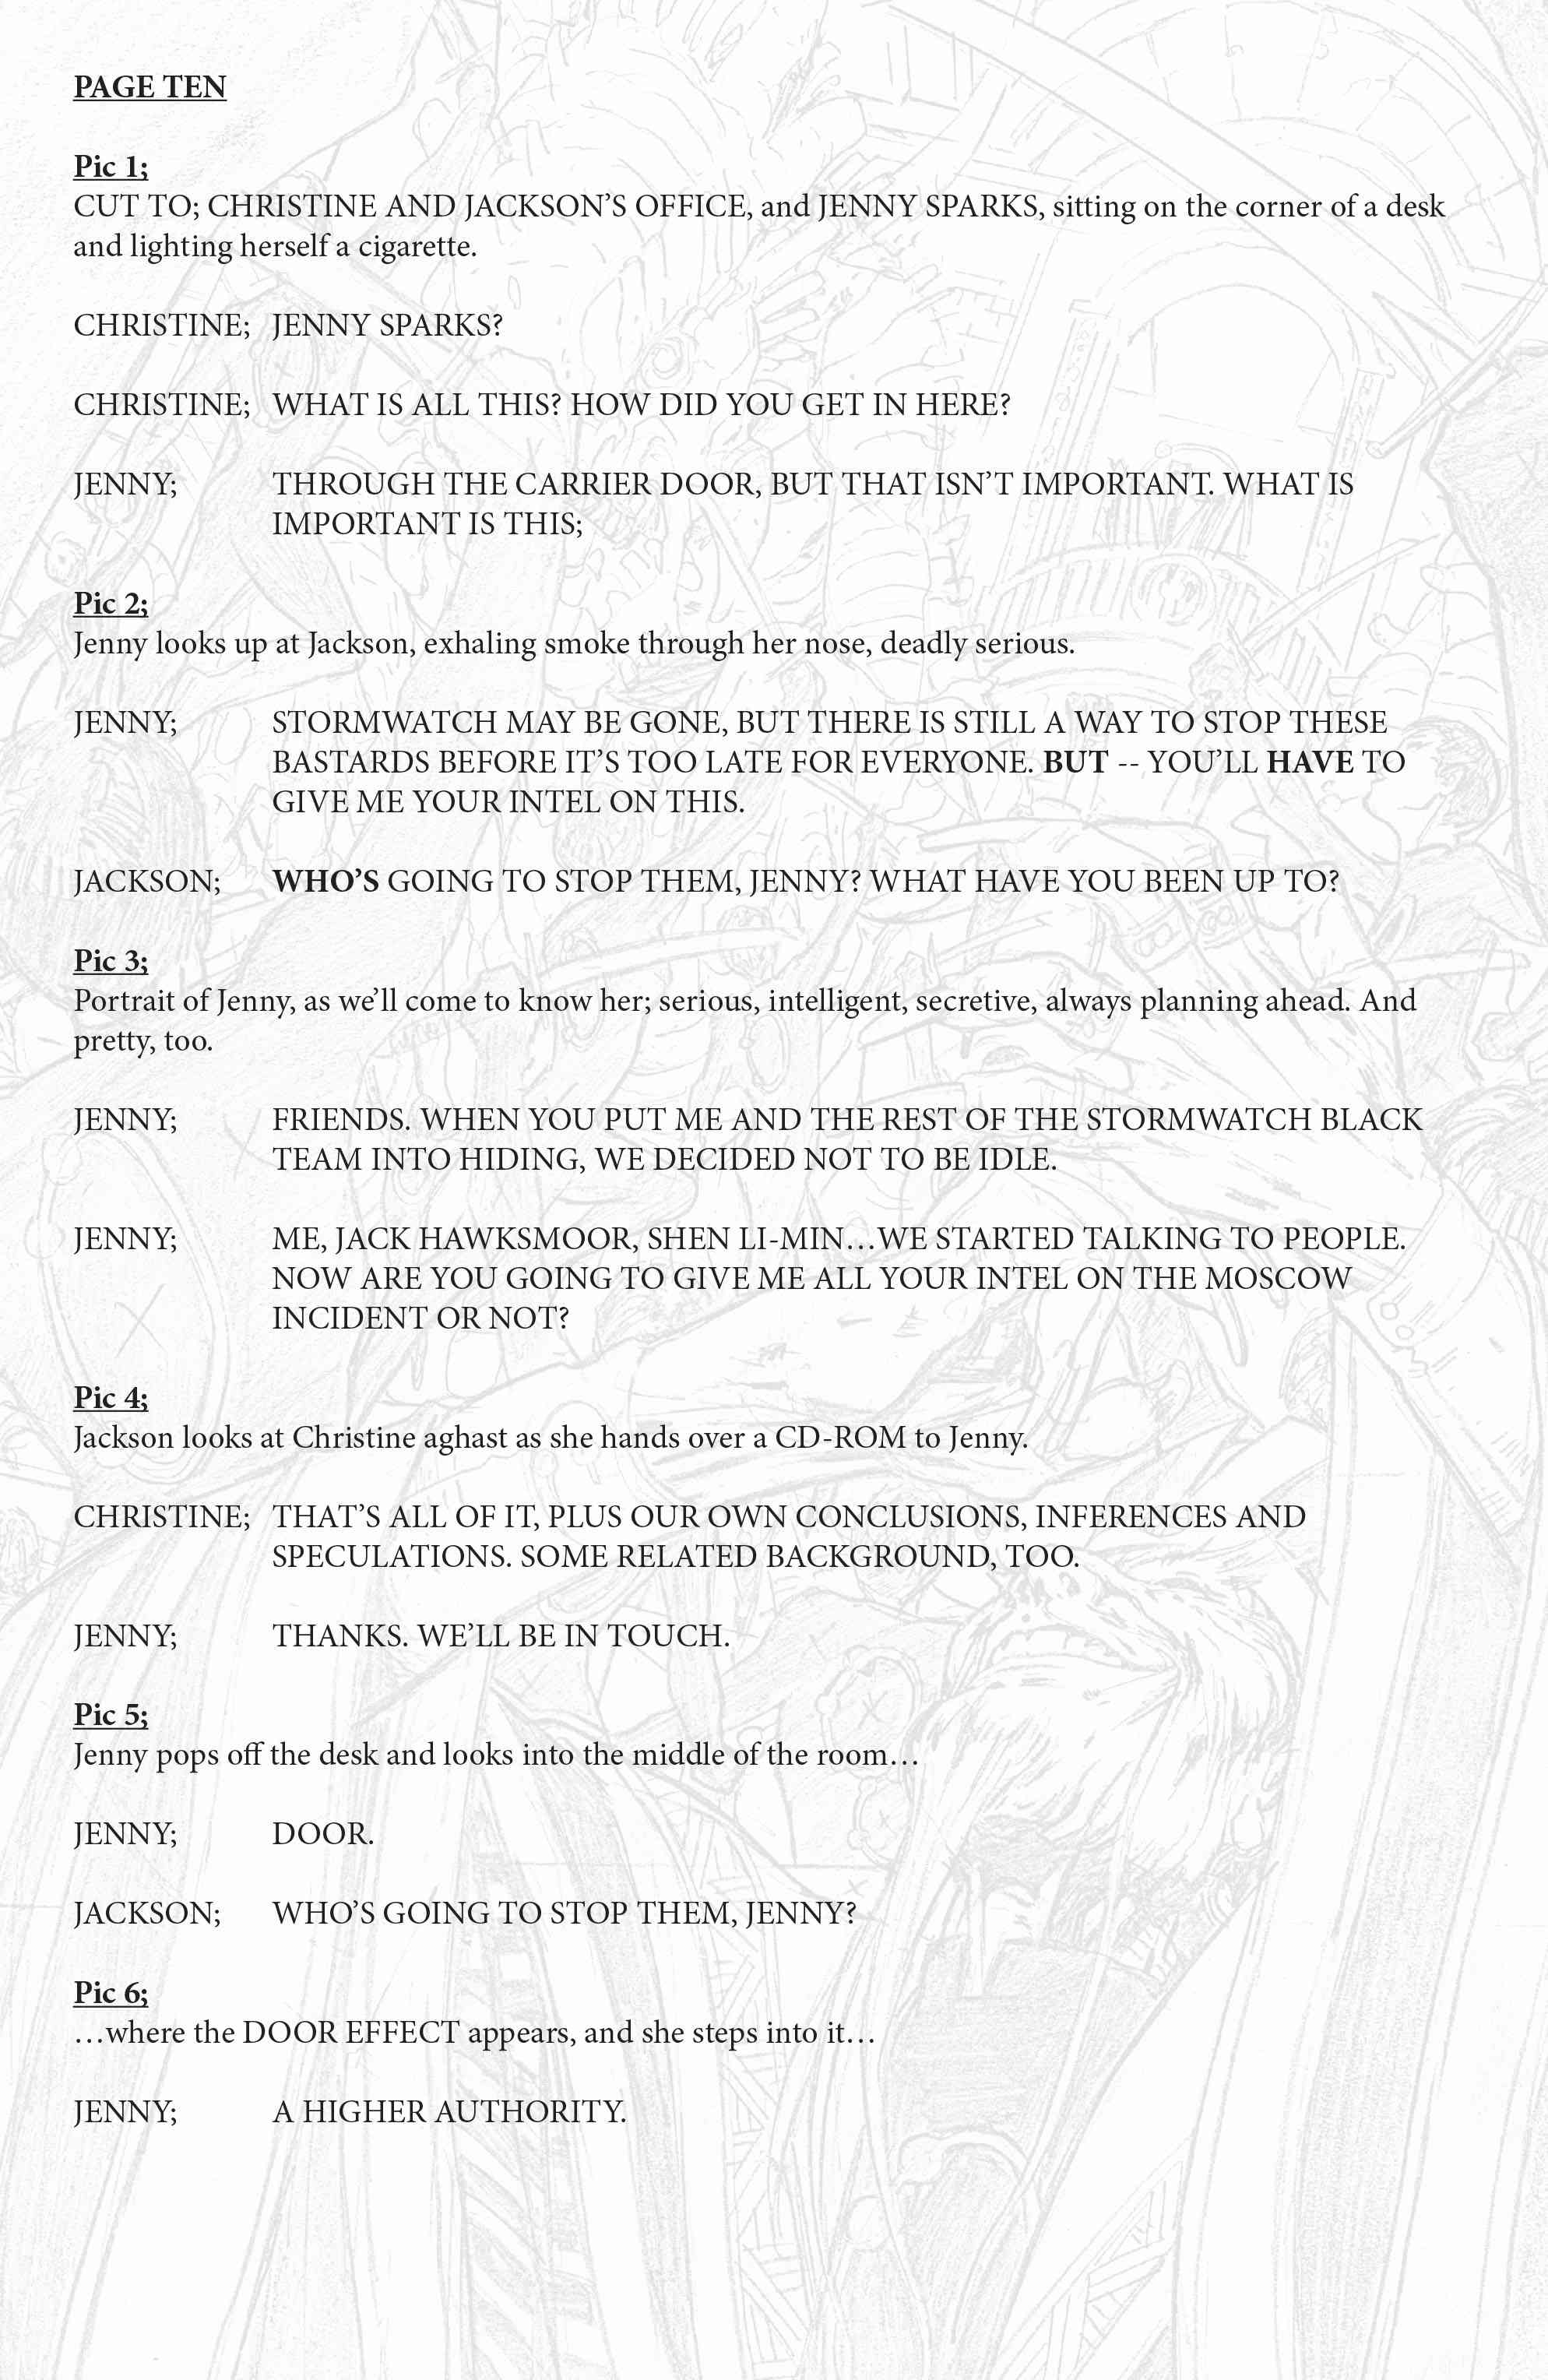 PAGE TEN
Pic 1;
CUT TO; CHRISTINE AND JACKSON’S OFFICE, and JENNY SPARKS, sitting on the corner of a desk
and lighting herself a cigarette.
CHRISTINE; JENNY SPARKS?
CHRISTINE; WHAT IS ALL THIS? HOW DID YOU GET IN HERE?
JENNY; THROUGH THE CARRIER DOOR, BUT THAT ISN’T IMPORTANT. WHAT IS
IMPORTANT IS THIS;
Pic 2;
Jenny looks up at Jackson, exhaling smoke through her nose, deadly serious.
JENNY; STORMWATCH MAY BE GONE, BUT THERE IS STILL A WAY TO STOP THESE
BASTARDS BEFORE IT’S TOO LATE FOR EVERYONE. BUT -- YOU’LL HAVE TO
GIVE ME YOUR INTEL ON THIS.
JACKSON; WHO’S GOING TO STOP THEM, JENNY? WHAT HAVE YOU BEEN UP TO?
Pic 3;
Portrait of Jenny, as we’ll come to know her; serious, intelligent, secretive, always planning ahead. And
pretty, too.
JENNY; FRIENDS. WHEN YOU PUT ME AND THE REST OF THE STORMWATCH BLACK
TEAM INTO HIDING, WE DECIDED NOT TO BE IDLE.
JENNY; ME, JACK HAWKSMOOR, SHEN LI-MIN…WE STARTED TALKING TO PEOPLE.
NOW ARE YOU GOING TO GIVE ME ALL YOUR INTEL ON THE MOSCOW
INCIDENT OR NOT?
Pic 4;
Jackson looks at Christine aghast as she hands over a CD-ROM to Jenny.
CHRISTINE; THAT’S ALL OF IT, PLUS OUR OWN CONCLUSIONS, INFERENCES AND
SPECULATIONS. SOME RELATED BACKGROUND, TOO.
JENNY; THANKS. WE’LL BE IN TOUCH.
Pic 5;
Jenny pops off the desk and looks into the middle of the room…
JENNY; DOOR.
JACKSON; WHO’S GOING TO STOP THEM, JENNY?
Pic 6;
…where the DOOR EFFECT appears, and she steps into it…
JENNY; A HIGHER AUTHORITY.